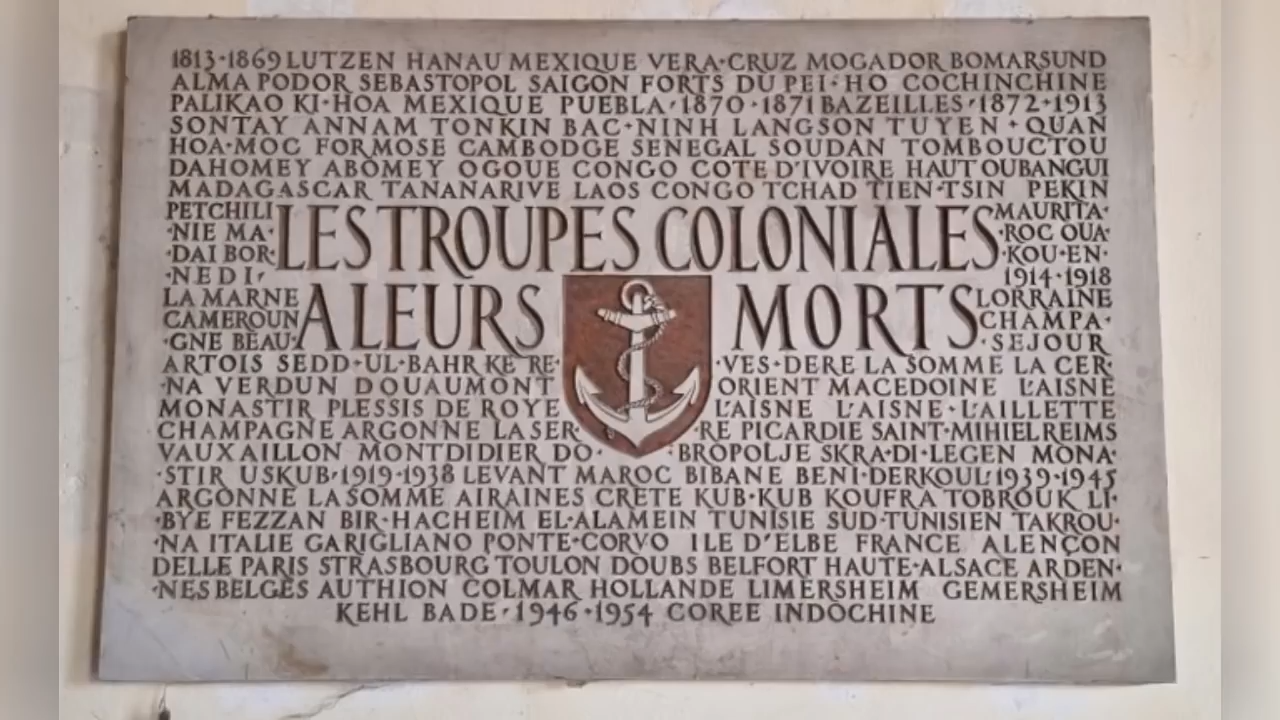 1813·1869 LUTZEN HANAU MEXIQUE VERA·CRUZ MOGADOR BOMARSUND
ALMA PODOR SEBASTOPOL SAIGON FORTS DU PEI·HO COCHINCHINE
PALIKAO KI·HOA MEXIQUE PUEBLA·1870·1871 BAZEILLES·1872·1913
SONTAY ANNAM TONKIN BAC·NINH LANGSON TUYEN·QUAN
HOA·MOC FORMOSE CAMBODGE SENEGAL SOUDAN TOMBOUCTOU
DAHOMEY ABOMEY OGOUE CONGO COTE D'IVOIRE HAUT OUBANGUI
MADAGASCAR TANANARIVE LAOS CONGO TCHAD TIEN·TSIN PEKIN
PETCHILI MAURITA·
·NIE MA· ·ROC OUA·
·DAI BOR· ·KOU·EN·
·NEDI· 1914·1918
LES TROUPES COLONIALES
LA MARNE LORRAINE
CAMEROUN CHAMPA·
·GNE BEAU· ·SEJOUR
A LEURS MORTS
ARTOIS SEDD·UL·BAHR KE RE· ·VES·DERE LA SOMME LA CER·
·NA VERDUN DOUAUMONT ORIENT MACEDOINE L'AISNE
MONASTIR PLESSIS DE ROYE L'AISNE L'AISNE·L'AILLETTE
CHAMPAGNE ARGONNE LA SER· RE PICARDIE SAINT·MIHIEL REIMS
VAUXAILLON MONTDIDIER DO· ·BROPOLJE SKRA·DI·LEGEN MONA·
·STIR USKUB·1919·1938 LEVANT MAROC BIBANE BENI·DERKOUL·1939·1945
ARGONNE LA SOMME AIRAINES CRETE KUB·KUB KOUFRA TOBROUK LI·
·BYE FEZZAN BIR·HACHEIM EL·ALAMEIN TUNISIE SUD·TUNISIEN TAKROU·
·NA ITALIE GARIGLIANO PONTE·CORVO ILE D'ELBE FRANCE ALENÇON
DELLE PARIS STRASBOURG TOULON DOUBS BELFORT HAUTE·ALSACE ARDEN·
·NES BELGES AUTHION COLMAR HOLLANDE LIMERSHEIM GEMERSHEIM
KEHL BADE·1946·1954 COREE INDOCHINE